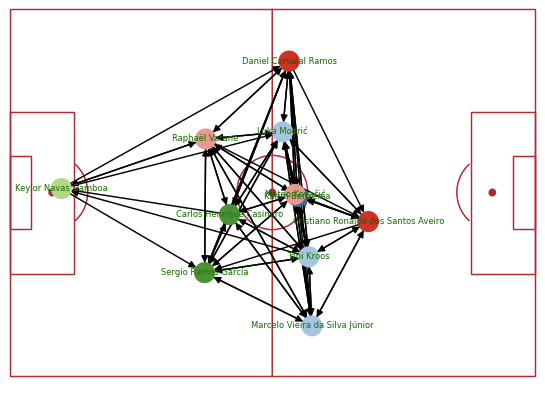 Daniel Carvajal Ramos
Luka Modrić
Raphaël Varane
Keylor Navas Gamboa
Carlos Henrique Casimiro
Cristiano Ronaldo dos Santos Aveiro
Toni Kroos
Sergio Ramos García
Marcelo Vieira da Silva Júnior